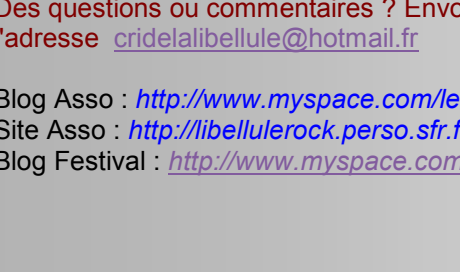 Des questions ou commentaires ? Envo
l'adresse cridelalibellule@hotmail.fr
Blog Asso : http://www.myspace.com/le
Site Asso : http://libellulerock.perso.sfr.f
Blog Festival : http://www.myspace.com